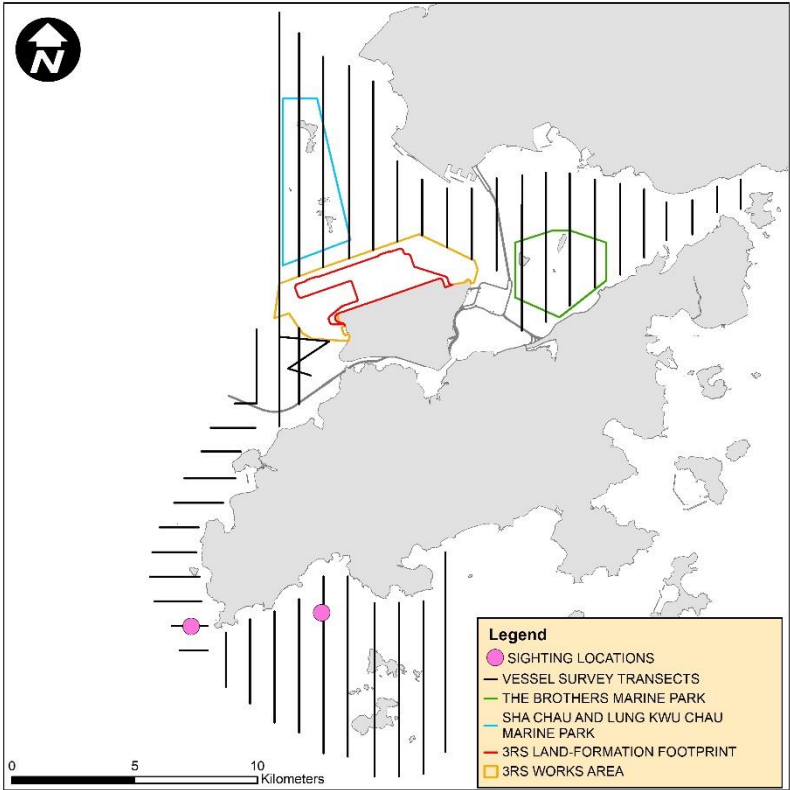 N
0 5 10
Kilometers
Legend
SIGHTING LOCATIONS
VESSEL SURVEY TRANSECTS
THE BROTHERS MARINE PARK
SHA CHAU AND LUNG KWU CHAU
MARINE PARK
3RS LAND-FORMATION FOOTPRINT
3RS WORKS AREA